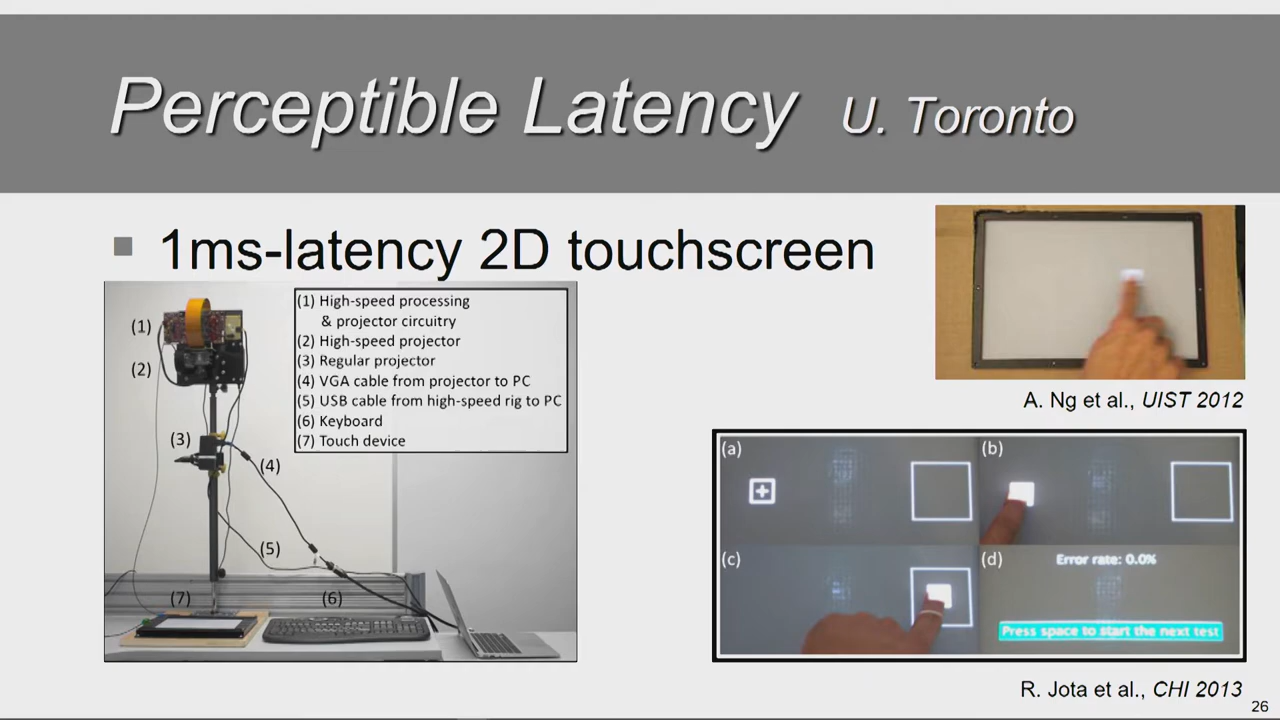 Perceptible Latency U. Toronto
1ms-latency 2D touchscreen
(1) High-speed processing
& projector circuitry
(2) High-speed projector
(3) Regular projector
(4) VGA cable from projector to PC
(5) USB cable from high-speed rig to PC
(6) Keyboard
(7) Touch device
(1)
(2)
(3)
(4)
(5)
(6)
(7)
A. Ng et al., UIST 2012
(a)
(b)
(c)
(d)
Error rate: 0.0%
Press space to start the next test
R. Jota et al., CHI 2013
26